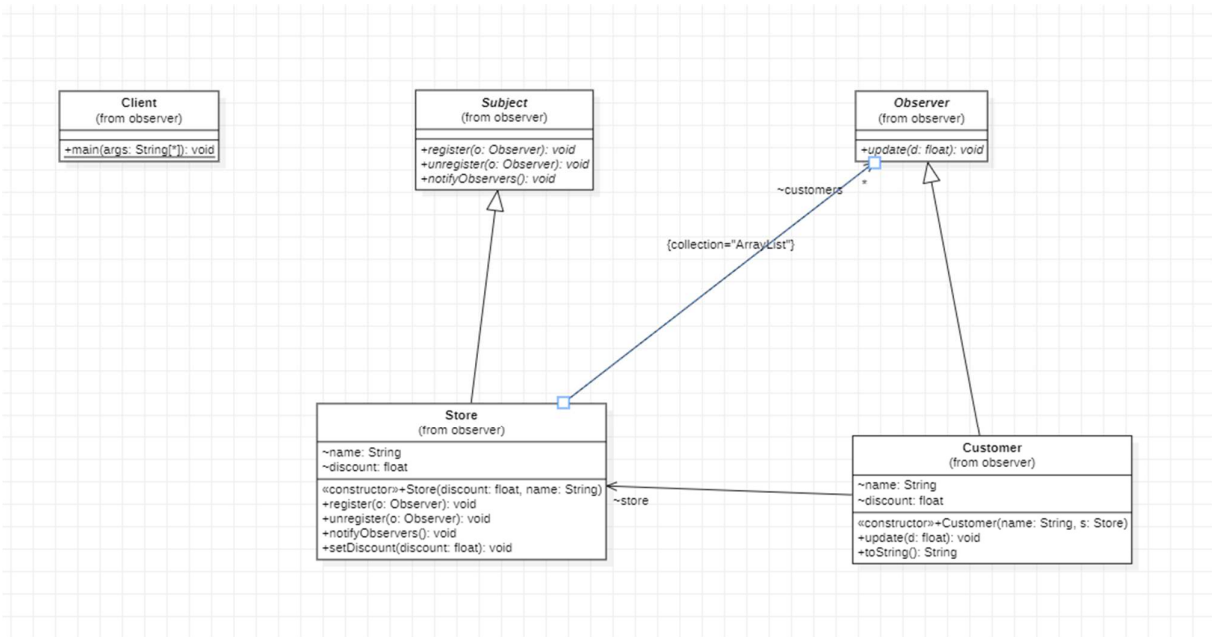 Client
(from observer)
+main(args: String[*]): void
Subject
(from observer)
+register(o: Observer): void
+unregister(o: Observer): void
+notifyObservers(): void
Observer
(from observer)
+update(d: float): void
~customers
*
{collection="ArrayList"}
Store
(from observer)
~name: String
~discount: float
«constructor»+Store(discount: float, name: String)
+register(o: Observer): void
+unregister(o: Observer): void
+notifyObservers(): void
+setDiscount(discount: float): void
~store
Customer
(from observer)
~name: String
~discount: float
«constructor»+Customer(name: String, s: Store)
+update(d: float): void
+toString(): String